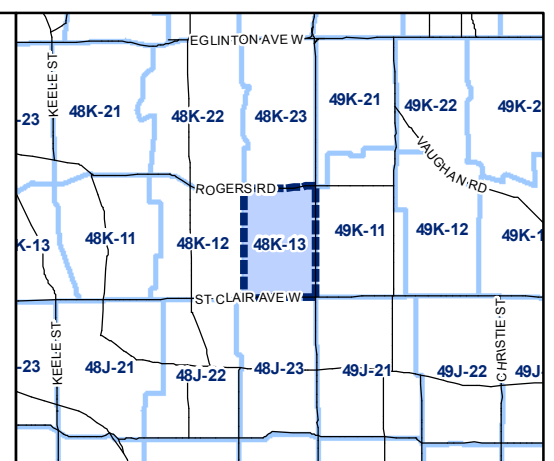 EGLINTON AVE W
KEELE ST
-23
48K-21
48K-22
48K-23
49K-21
49K-22
49K-2
VAUGHAN RD
ROGERS RD
K-13
48K-11
48K-12
48K-13
49K-11
49K-12
49K-1
ST CLAIR AVE W
-23
KEELE ST
48J-21
48J-22
48J-23
49J-21
49J-22
CHRISTIE ST
49J-